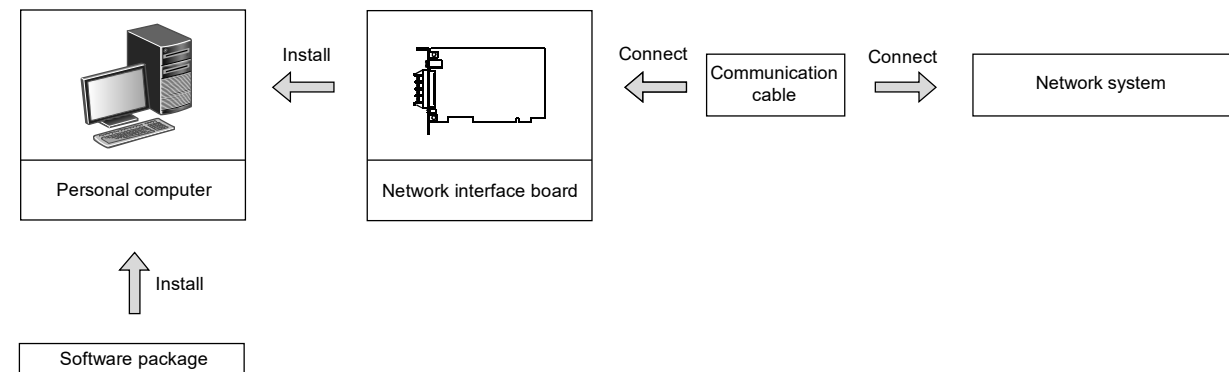 Install
Connect
Connect
Communication
cable
Network system
Personal computer
Network interface board
Install
Software package